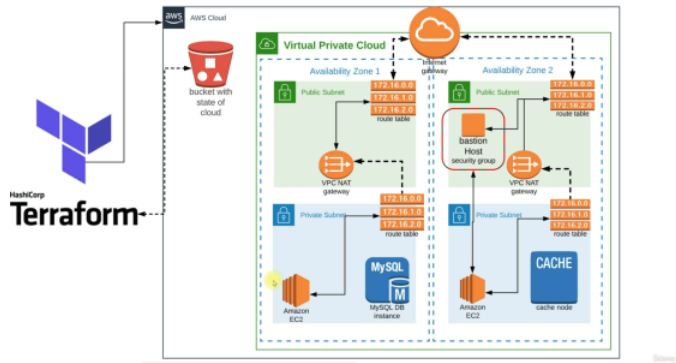 aws
AWS Cloud
bucket with
state of
cloud
HashiCorp
Terraform
Internet
gateway
Virtual Private Cloud
Availability Zone 1
Public Subnet
172.16.0.0
172.16.1.0
172.16.2.0
route table
VPC NAT
gateway
Private Subnet
172.16.0.0
172.16.1.0
172.16.2.0
route table
Amazon
EC2
MySQL
M
MySQL DB
instance
Availability Zone 2
Public Subnet
172.16.0.0
172.16.1.0
172.16.2.0
route table
bastion
Host
security group
VPC NAT
gateway
Private Subnet
172.16.0.0
172.16.1.0
172.16.2.0
route table
Amazon
EC2
CACHE
cache node
Udemy